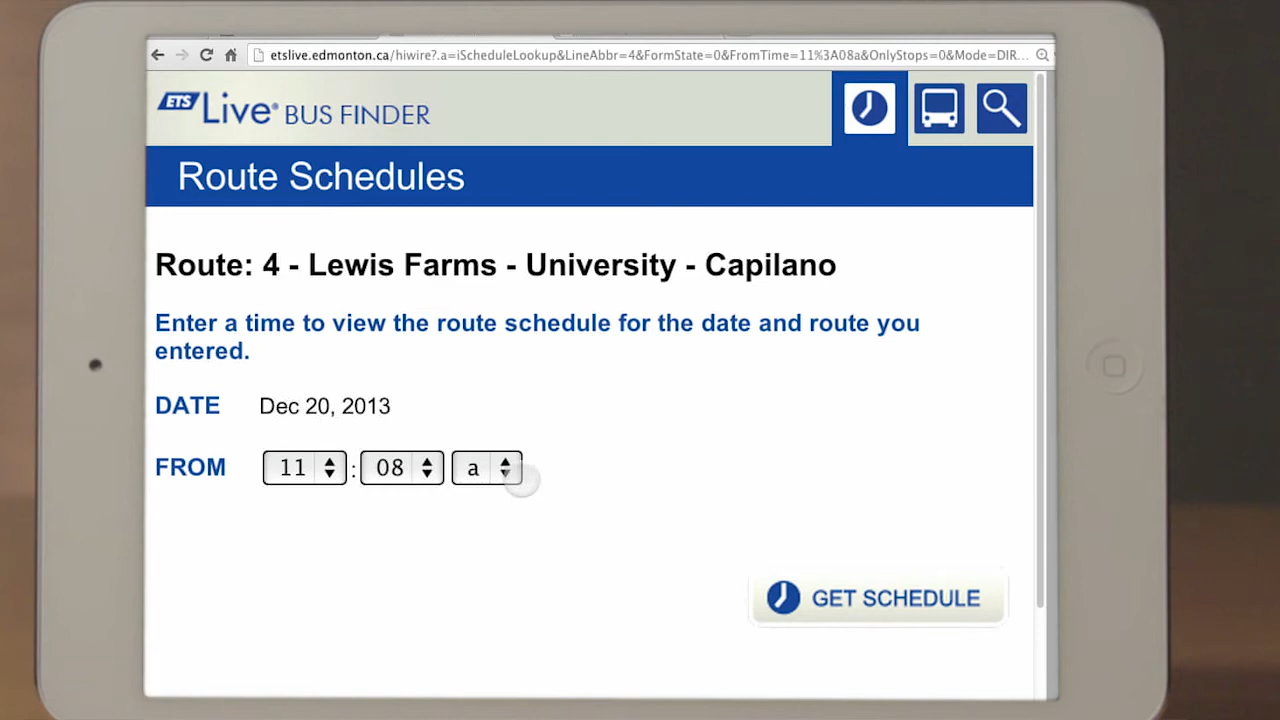 etslive.edmonton.ca/hiwire?.a=iScheduleLookup&LineAbbr=4&FormState=0&FromTime=11%3A08a&OnlyStops=0&Mode=DIR...
ETS Live® BUS FINDER
Route Schedules
Route: 4 - Lewis Farms - University - Capilano
Enter a time to view the route schedule for the date and route you
entered.
DATE Dec 20, 2013
FROM 11 : 08 a
GET SCHEDULE